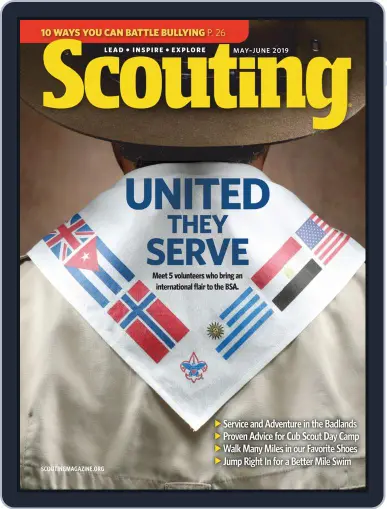 10 WAYS YOU CAN BATTLE BULLYING P. 26
LEAD • INSPIRE • EXPLORE
MAY-JUNE 2019
Scouting
UNITED
THEY
SERVE
Meet 5 volunteers who bring an
international flair to the BSA.
Service and Adventure in the Badlands
Proven Advice for Cub Scout Day Camp
Walk Many Miles in our Favorite Shoes
Jump Right In for a Better Mile Swim
SCOUTINGMAGAZINE.ORG